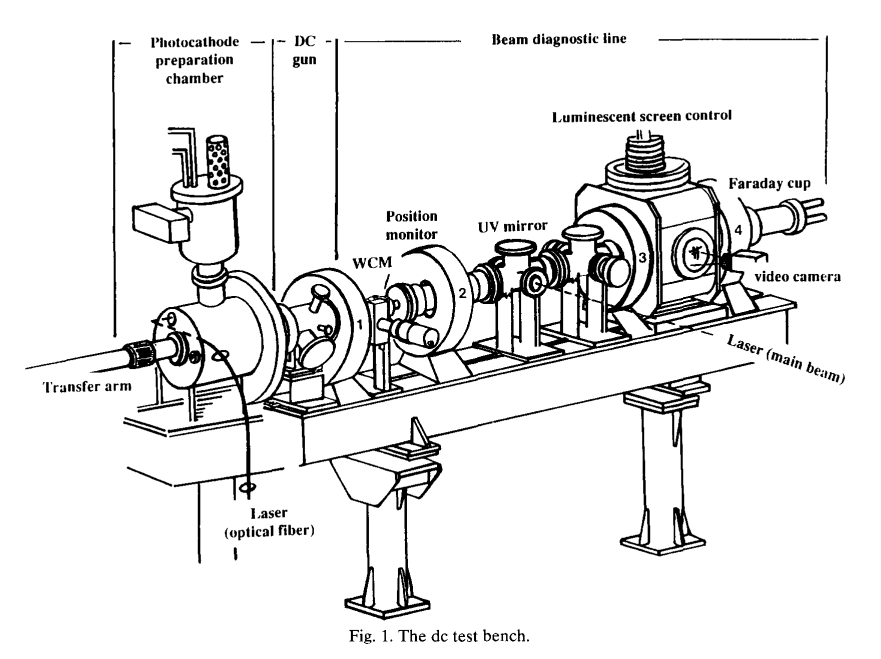 Photocathode
preparation
chamber
DC
gun
Beam diagnostic line
Luminescent screen control
Faraday cup
Position
monitor
UV mirror
WCM
video camera
1
2
3
4
Laser (main beam)
Transfer arm
Laser
(optical fiber)
Fig. 1. The dc test bench.